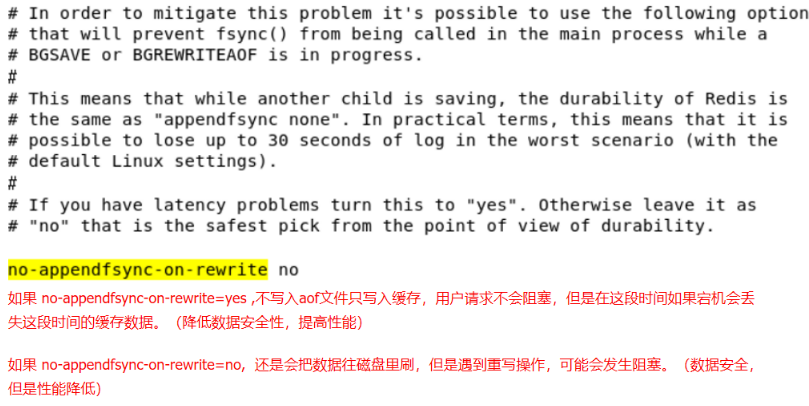 # In order to mitigate this problem it's possible to use the following option
# that will prevent fsync() from being called in the main process while a
# BGSAVE or BGREWRITEAOF is in progress.
#
# This means that while another child is saving, the durability of Redis is
# the same as "appendfsync none". In practical terms, this means that it is
# possible to lose up to 30 seconds of log in the worst scenario (with the
# default Linux settings).
#
# If you have latency problems turn this to "yes". Otherwise leave it as
# "no" that is the safest pick from the point of view of durability.
no-appendfsync-on-rewrite no
如果 no-appendfsync-on-rewrite=yes ,不写入aof文件只写入缓存，用户请求不会阻塞，但是在这段时间如果宕机会丢
失这段时间的缓存数据。（降低数据安全性，提高性能）
如果 no-appendfsync-on-rewrite=no,  还是会把数据往磁盘里刷，但是遇到重写操作，可能会发生阻塞。（数据安全，
但是性能降低）